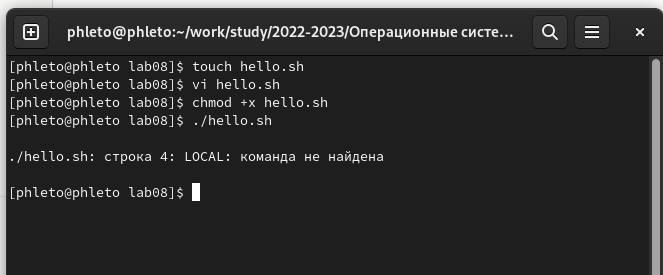 phleto@phleto:~/work/study/2022-2023/Операционные систе...
[phleto@phleto lab08]$ touch hello.sh
[phleto@phleto lab08]$ vi hello.sh
[phleto@phleto lab08]$ chmod +x hello.sh
[phleto@phleto lab08]$ ./hello.sh
./hello.sh: строка 4: LOCAL: команда не найдена
[phleto@phleto lab08]$